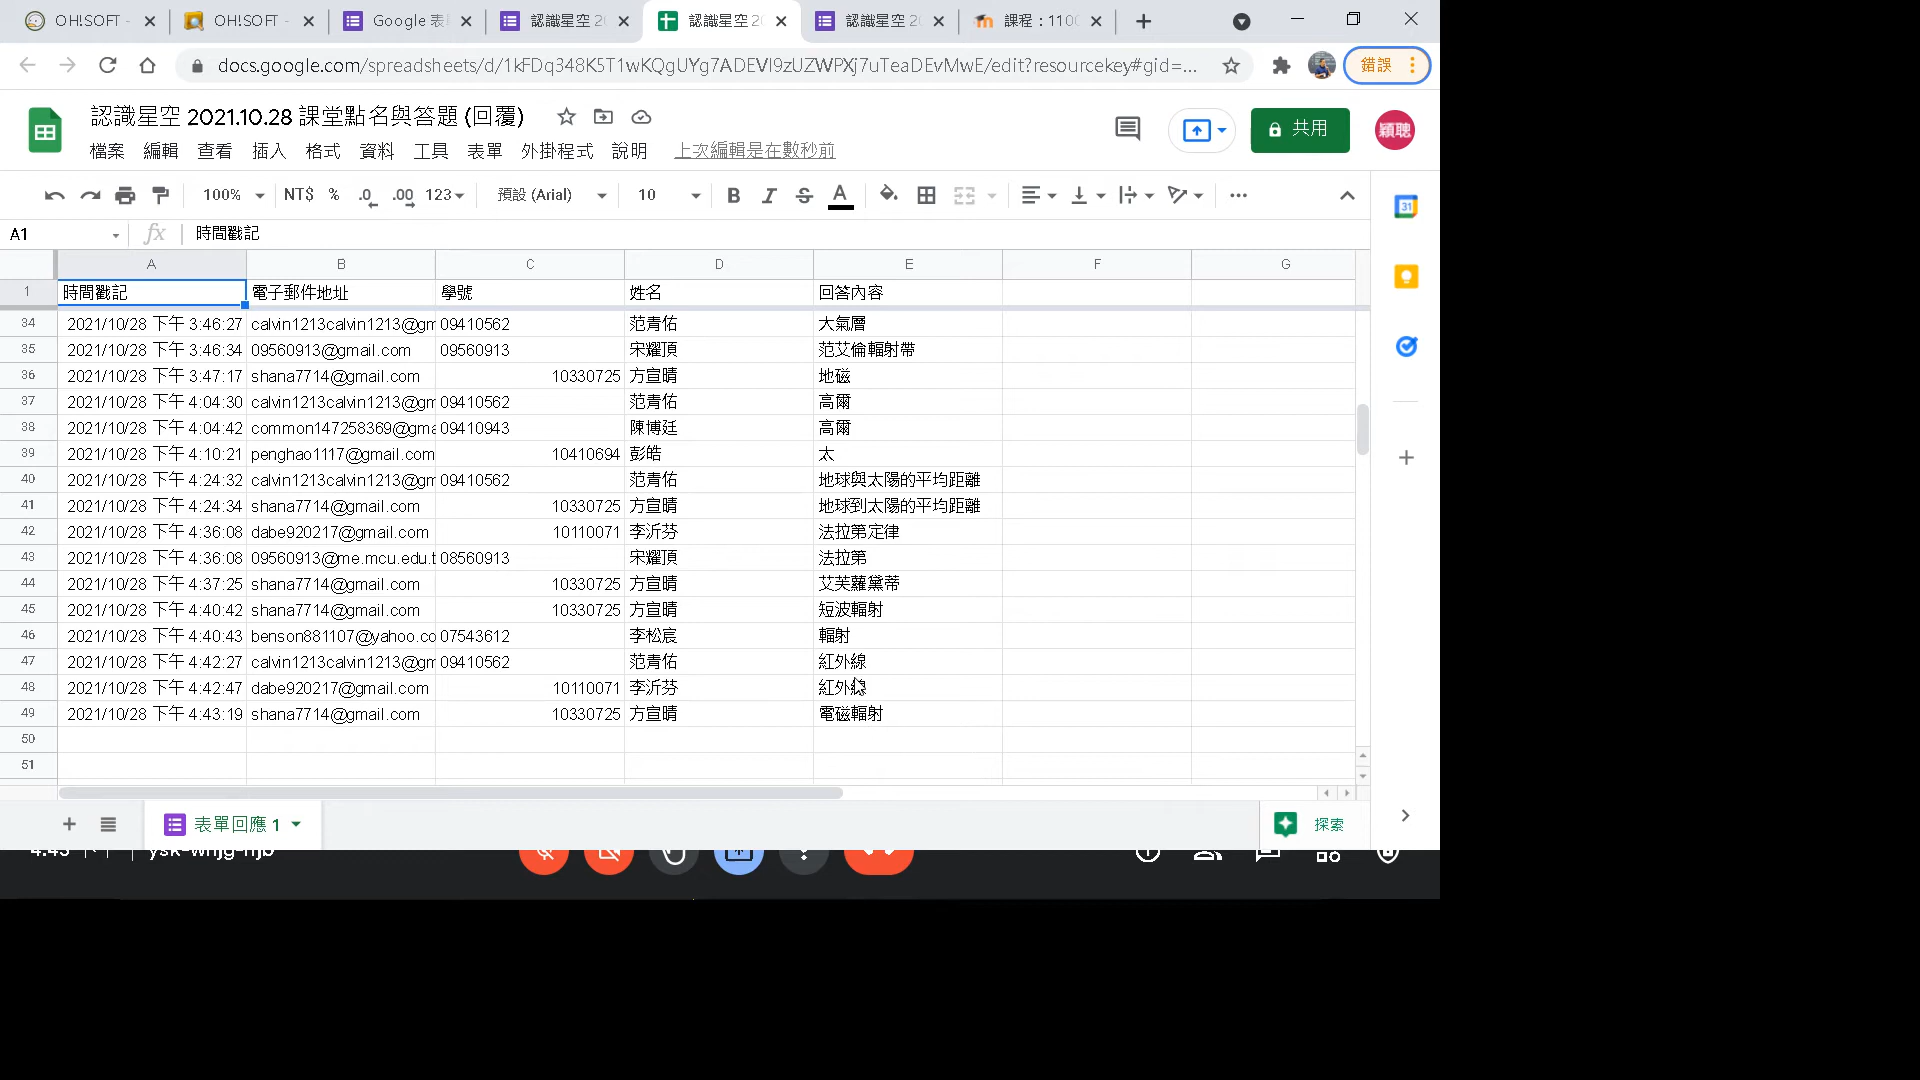 OH!SOFT -
OH!SOFT -
Google 表
認識星空 2
認識星空 2
認識星空 2
課程：110
docs.google.com/spreadsheets/d/1kFDq348K5T1wKQgUYg7ADEVI9zUZWPXj7uTeaDEvMwE/edit?resourcekey#gid=...
錯誤
認識星空 2021.10.28 課堂點名與答題 (回覆)
共用
穎聰
檔案 編輯 查看 插入 格式 資料 工具 表單 外掛程式 說明 上次編輯是在數秒前
100% NT$ % .0 .00 123 預設 (Arial) 10 B I S A
31
A1 fx 時間戳記
A B C D E F G
1 時間戳記 電子郵件地址 學號 姓名 回答內容
34 2021/10/28 下午 3:46:27 calvin1213calvin1213@gm 09410562 范青佑 大氣層
35 2021/10/28 下午 3:46:34 09560913@gmail.com 09560913 宋耀頂 范艾倫輻射帶
36 2021/10/28 下午 3:47:17 shana7714@gmail.com 10330725 方宣晴 地磁
37 2021/10/28 下午 4:04:30 calvin1213calvin1213@gm 09410562 范青佑 高爾
38 2021/10/28 下午 4:04:42 common147258369@gma 09410943 陳博廷 高爾
39 2021/10/28 下午 4:10:21 penghao1117@gmail.com 10410694 彭皓 太
40 2021/10/28 下午 4:24:32 calvin1213calvin1213@gm 09410562 范青佑 地球與太陽的平均距離
41 2021/10/28 下午 4:24:34 shana7714@gmail.com 10330725 方宣晴 地球到太陽的平均距離
42 2021/10/28 下午 4:36:08 dabe920217@gmail.com 10110071 李沂芬 法拉第定律
43 2021/10/28 下午 4:36:08 09560913@me.mcu.edu.t 08560913 宋耀頂 法拉第
44 2021/10/28 下午 4:37:25 shana7714@gmail.com 10330725 方宣晴 艾芙蘿黛蒂
45 2021/10/28 下午 4:40:42 shana7714@gmail.com 10330725 方宣晴 短波輻射
46 2021/10/28 下午 4:40:43 benson881107@yahoo.co 07543612 李松宸 輻射
47 2021/10/28 下午 4:42:27 calvin1213calvin1213@gm 09410562 范青佑 紅外線
48 2021/10/28 下午 4:42:47 dabe920217@gmail.com 10110071 李沂芬 紅外線
49 2021/10/28 下午 4:43:19 shana7714@gmail.com 10330725 方宣晴 電磁輻射
50
51
表單回應 1
探索